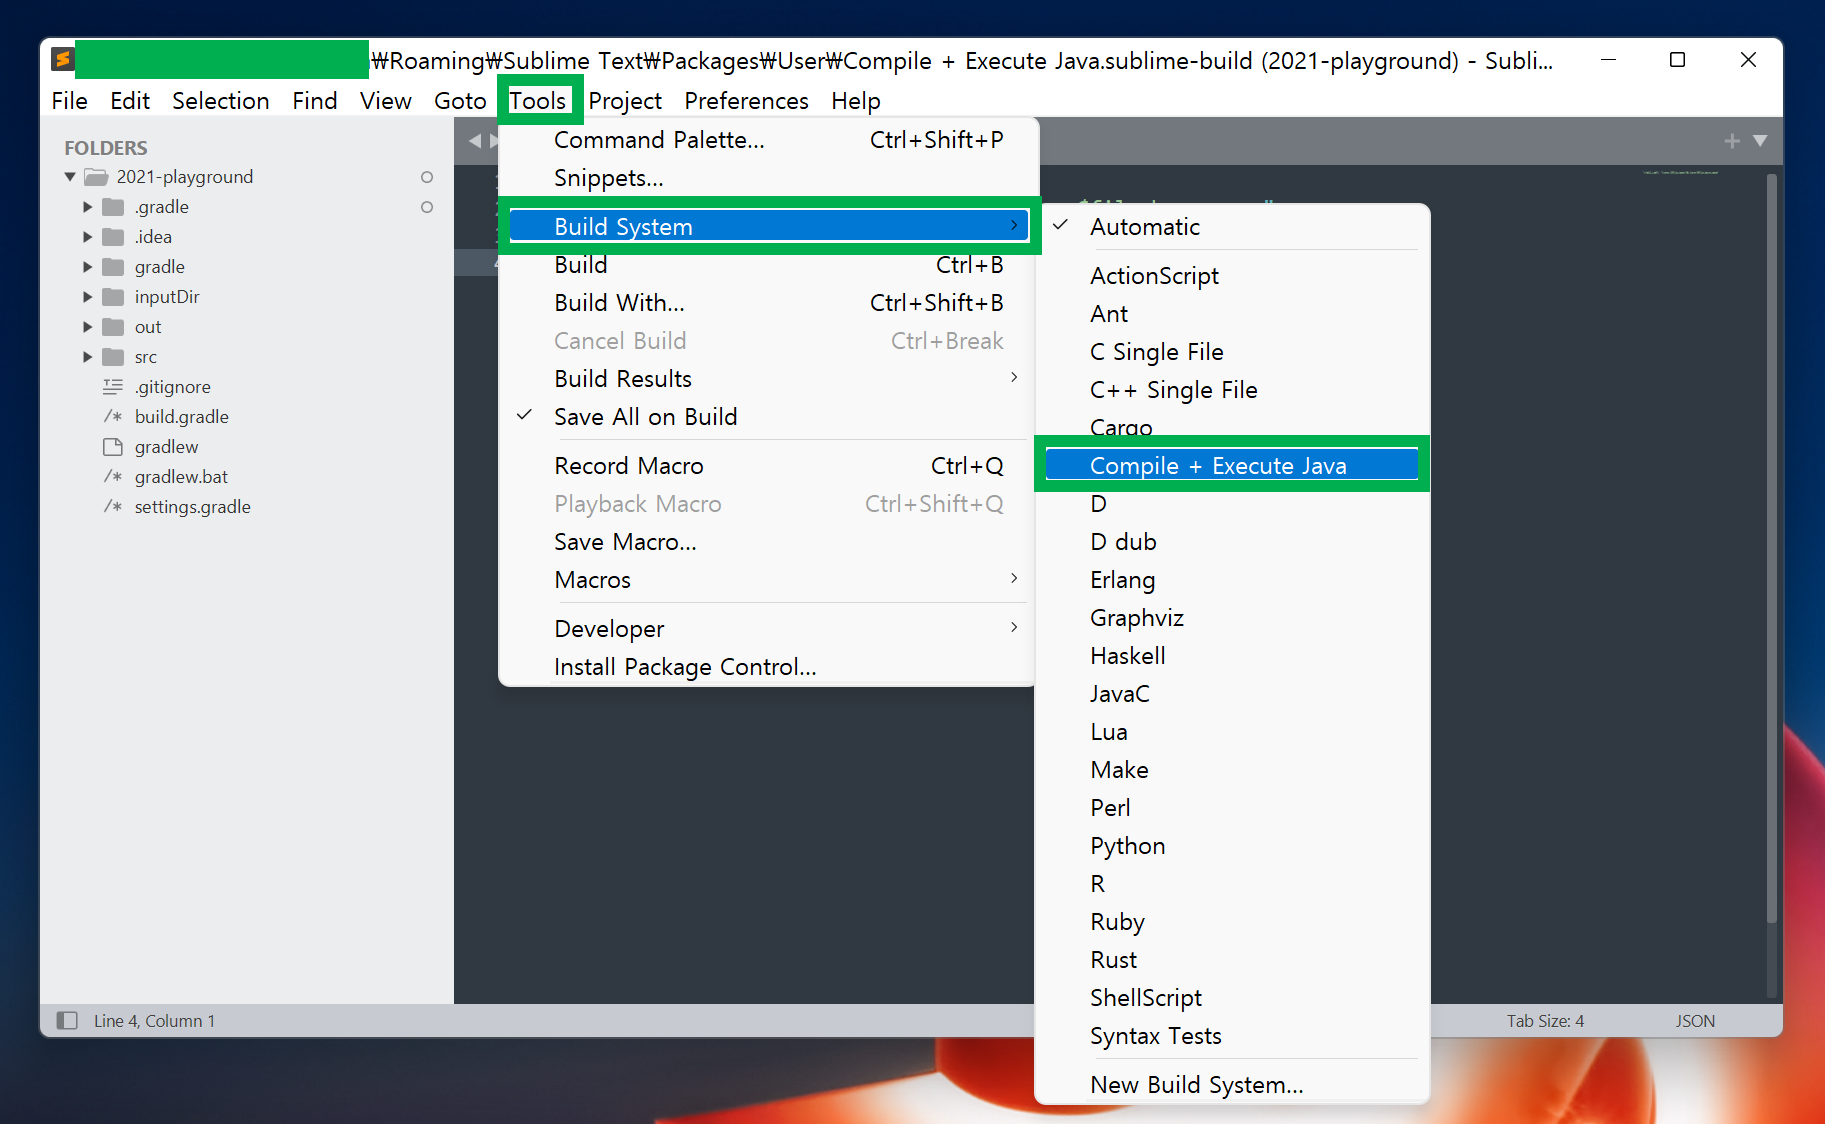 ₩Roaming₩Sublime Text₩Packages₩User₩Compile + Execute Java.sublime-build (2021-playground) - Subli...
File Edit Selection Find View Goto Tools Project Preferences Help
FOLDERS
2021-playground
.gradle
.idea
gradle
inputDir
out
src
.gitignore
build.gradle
gradlew
gradlew.bat
settings.gradle
Command Palette... Ctrl+Shift+P
Snippets...
Build System
Build Ctrl+B
Build With... Ctrl+Shift+B
Cancel Build Ctrl+Break
Build Results
Save All on Build
Record Macro Ctrl+Q
Playback Macro Ctrl+Shift+Q
Save Macro...
Macros
Developer
Install Package Control...
Automatic
ActionScript
Ant
C Single File
C++ Single File
Cargo
Compile + Execute Java
D
D dub
Erlang
Graphviz
Haskell
JavaC
Lua
Make
Perl
Python
R
Ruby
Rust
ShellScript
Syntax Tests
New Build System...
Line 4, Column 1
Tab Size: 4
JSON